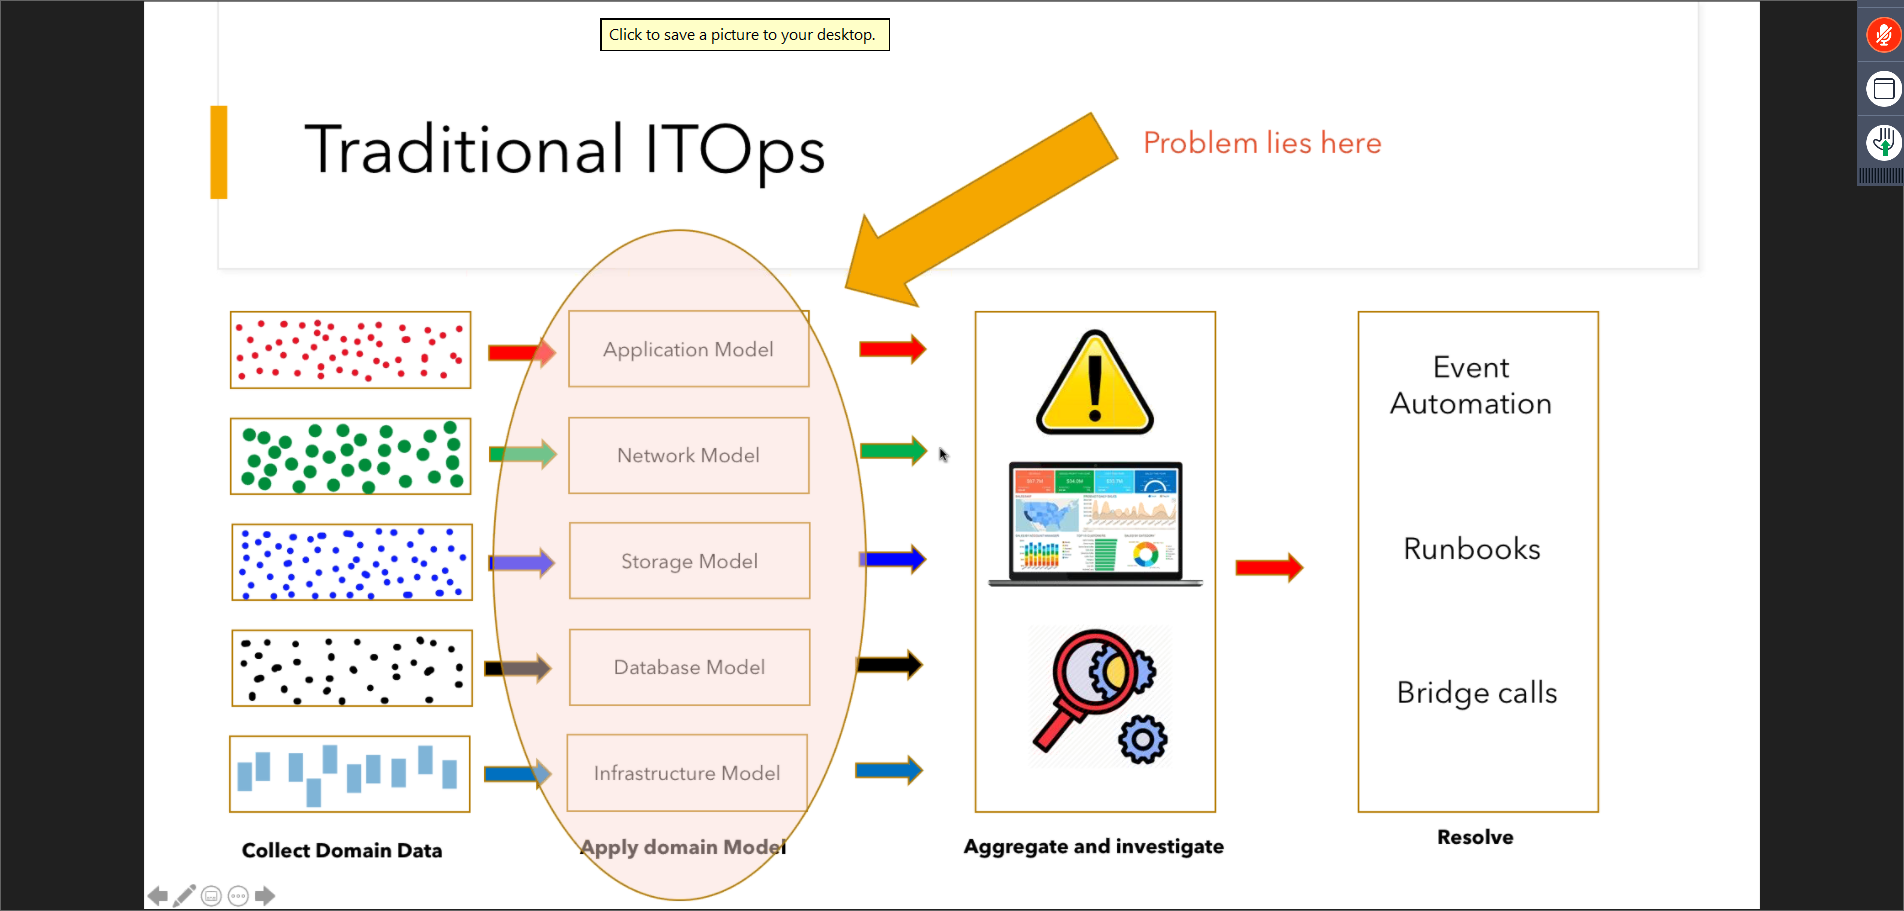 Click to save a picture to your desktop.
Traditional ITOps
Problem lies here
Application Model
Network Model
Storage Model
Database Model
Infrastructure Model
Event
Automation
Runbooks
Bridge calls
Collect Domain Data
Apply domain Model
Aggregate and investigate
Resolve